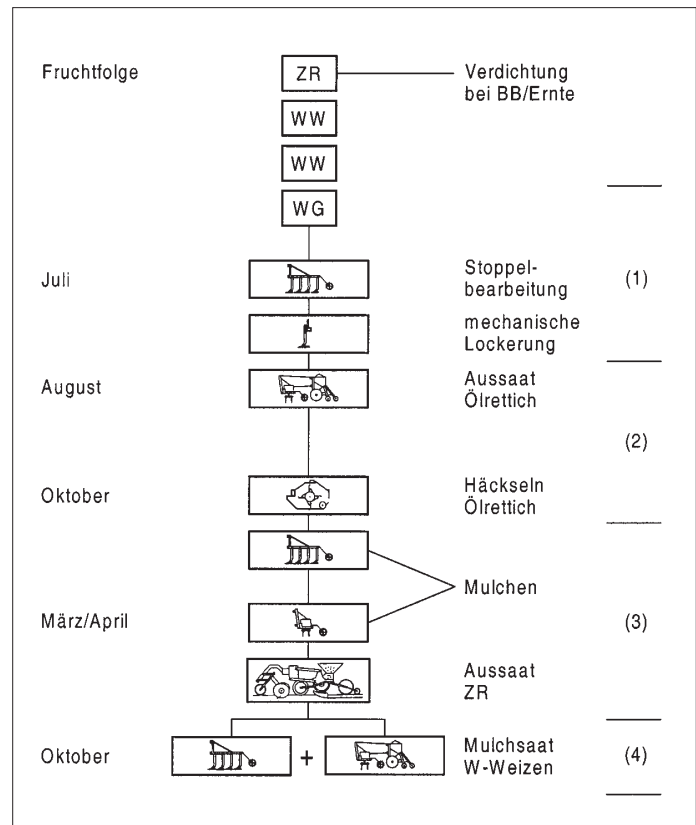 Fruchtfolge
ZR
Verdichtung
bei BB/Ernte
WW
WW
WG
Juli
Stoppel-
bearbeitung
(1)
mechanische
Lockerung
August
Aussaat
Ölrettich
(2)
Oktober
Häckseln
Ölrettich
Mulchen
März/April
(3)
Aussaat
ZR
Oktober
+
Mulchsaat
W-Weizen
(4)